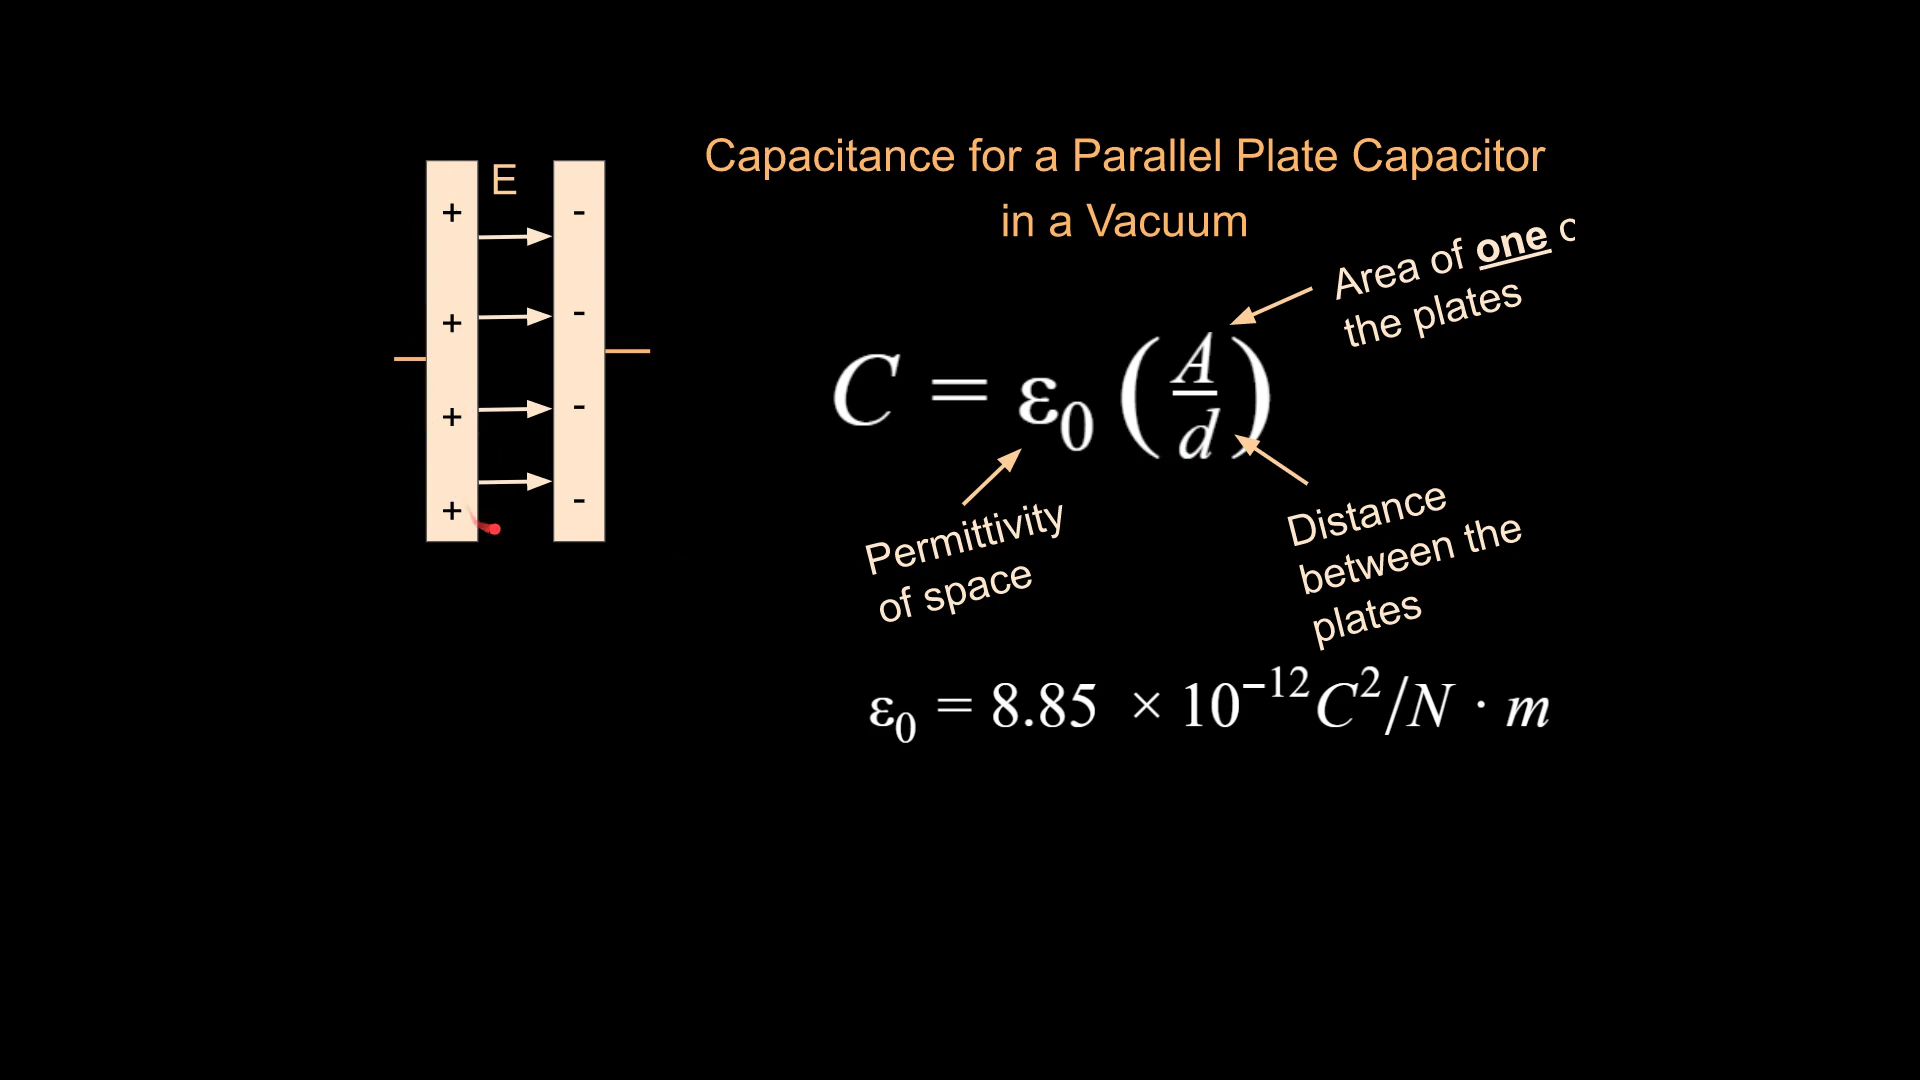 Capacitance for a Parallel Plate Capacitor
in a Vacuum
E
+ -
+ -
+ -
+ -
Area of one
the plates
C = ε₀ (A/d)
Permittivity
of space
Distance
between the
plates
ε₀ = 8.85 × 10⁻¹² C²/N · m